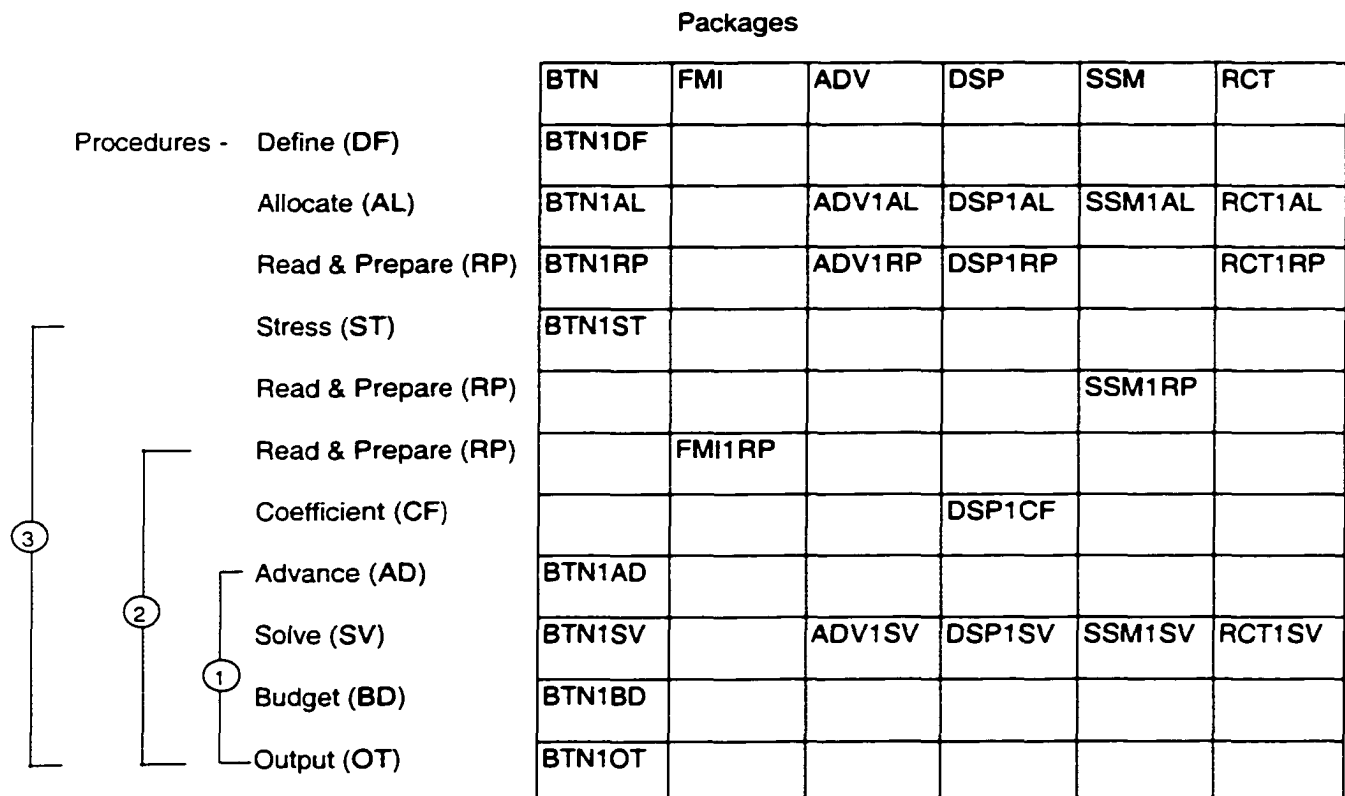 Packages
BTN FMI ADV DSP SSM RCT
Procedures - Define (DF) BTN1DF
Allocate (AL) BTN1AL ADV1AL DSP1AL SSM1AL RCT1AL
Read & Prepare (RP) BTN1RP ADV1RP DSP1RP RCT1RP
Stress (ST) BTN1ST
Read & Prepare (RP) SSM1RP
Read & Prepare (RP) FMI1RP
Coefficient (CF) DSP1CF
3
Advance (AD) BTN1AD
2
Solve (SV) BTN1SV ADV1SV DSP1SV SSM1SV RCT1SV
1
Budget (BD) BTN1BD
Output (OT) BTN1OT